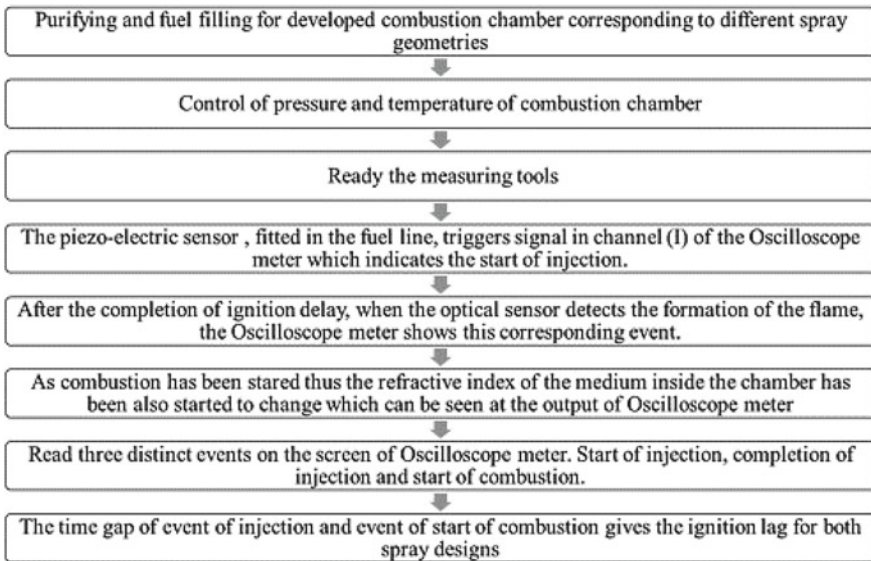 Purifying and fuel filling for developed combustion chamber corresponding to different spray
geometries
Control of pressure and temperature of combustion chamber
Ready the measuring tools
The piezo-electric sensor , fitted in the fuel line, triggers signal in channel (I) of the Oscilloscope
meter which indicates the start of injection.
After the completion of ignition delay, when the optical sensor detects the formation of the flame,
the Oscilloscope meter shows this corresponding event.
As combustion has been stared thus the refractive index of the medium inside the chamber has
been also started to change which can be seen at the output of Oscilloscope meter
Read three distinct events on the screen of Oscilloscope meter. Start of injection, completion of
injection and start of combustion.
The time gap of event of injection and event of start of combustion gives the ignition lag for both
spray designs